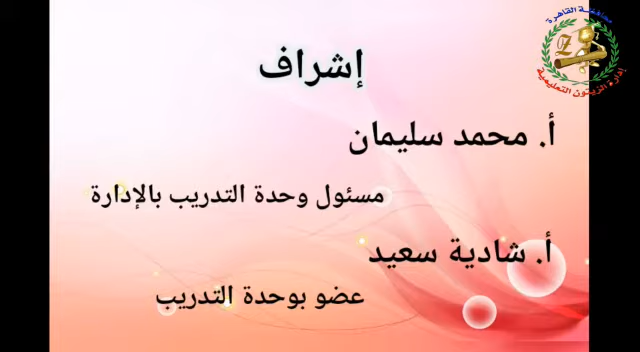 محافظة القاهرة
إدارة الزيتون التعليمية
إشراف
أ. محمد سليمان
مسئول وحدة التدريب بالإدارة
أ. شادية سعيد
عضو بوحدة التدريب